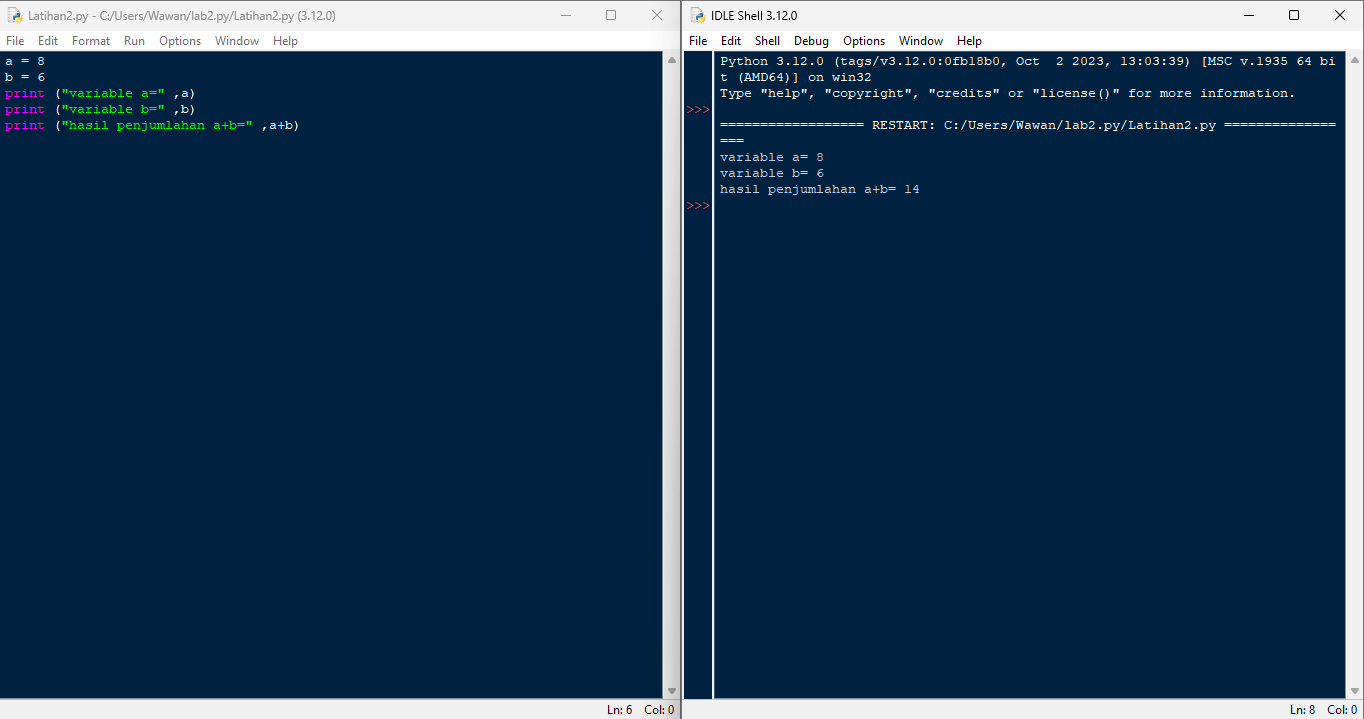 Latihan2.py - C:/Users/Wawan/lab2.py/Latihan2.py (3.12.0)
File Edit Format Run Options Window Help
a = 8
b = 6
print ("variable a=" ,a)
print ("variable b=" ,b)
print ("hasil penjumlahan a+b=" ,a+b)
Ln: 6 Col: 0
IDLE Shell 3.12.0
File Edit Shell Debug Options Window Help
Python 3.12.0 (tags/v3.12.0:0fb18b0, Oct  2 2023, 13:03:39) [MSC v.1935 64 bi
t (AMD64)] on win32
Type "help", "copyright", "credits" or "license()" for more information.
>>>
================== RESTART: C:/Users/Wawan/lab2.py/Latihan2.py ==============
===
variable a= 8
variable b= 6
hasil penjumlahan a+b= 14
>>>
Ln: 8 Col: 0